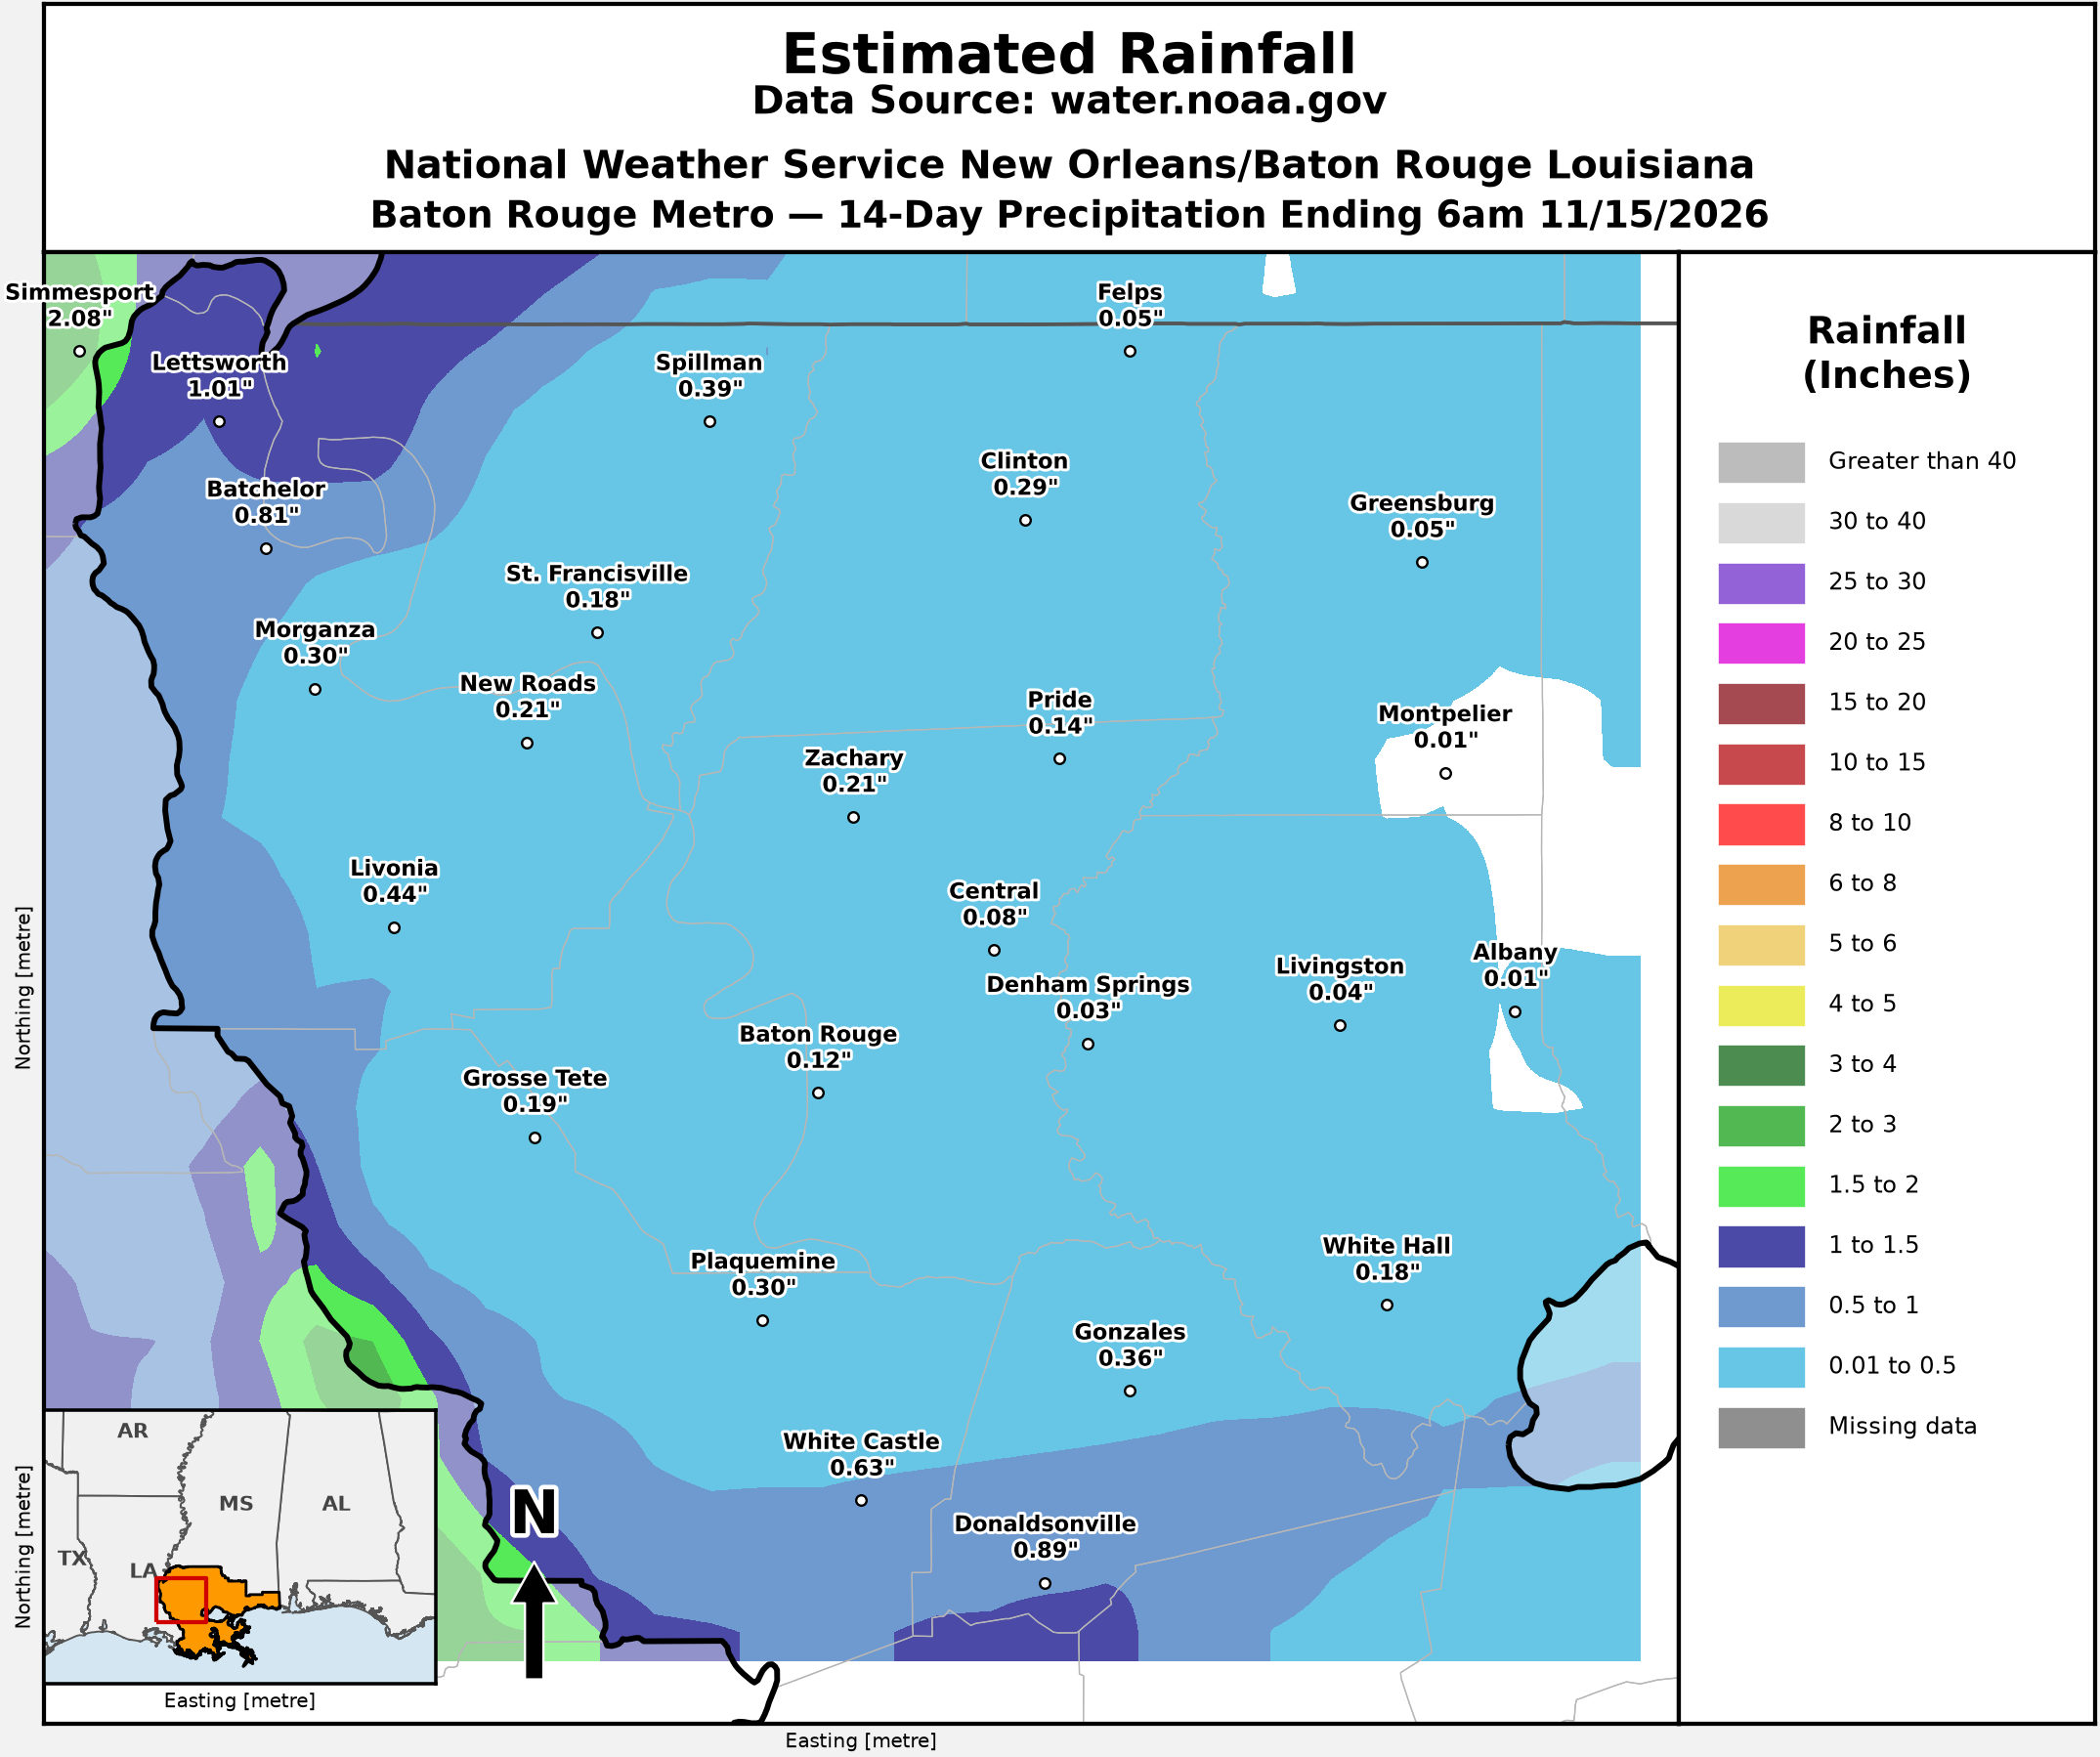 Estimated Rainfall
Data Source: water.noaa.gov
National Weather Service New Orleans/Baton Rouge Louisiana
Baton Rouge Metro — 14-Day Precipitation Ending 6am 11/15/2026
Simmesport
2.08"
Felps
0.05"
Lettsworth
1.01"
Spillman
0.39"
Clinton
0.29"
Batchelor
0.81"
Greensburg
0.05"
St. Francisville
0.18"
Morganza
0.30"
New Roads
0.21"
Pride
0.14"
Montpelier
0.01"
Zachary
0.21"
Livonia
0.44"
Central
0.08"
Albany
0.01"
Livingston
0.04"
Denham Springs
0.03"
Baton Rouge
0.12"
Grosse Tete
0.19"
White Hall
0.18"
Plaquemine
0.30"
Gonzales
0.36"
White Castle
0.63"
Donaldsonville
0.89"
N
AR
MS
AL
TX
LA
Northing [metre]
Northing [metre]
Easting [metre]
Easting [metre]
Rainfall
(Inches)
Greater than 40
30 to 40
25 to 30
20 to 25
15 to 20
10 to 15
8 to 10
6 to 8
5 to 6
4 to 5
3 to 4
2 to 3
1.5 to 2
1 to 1.5
0.5 to 1
0.01 to 0.5
Missing data